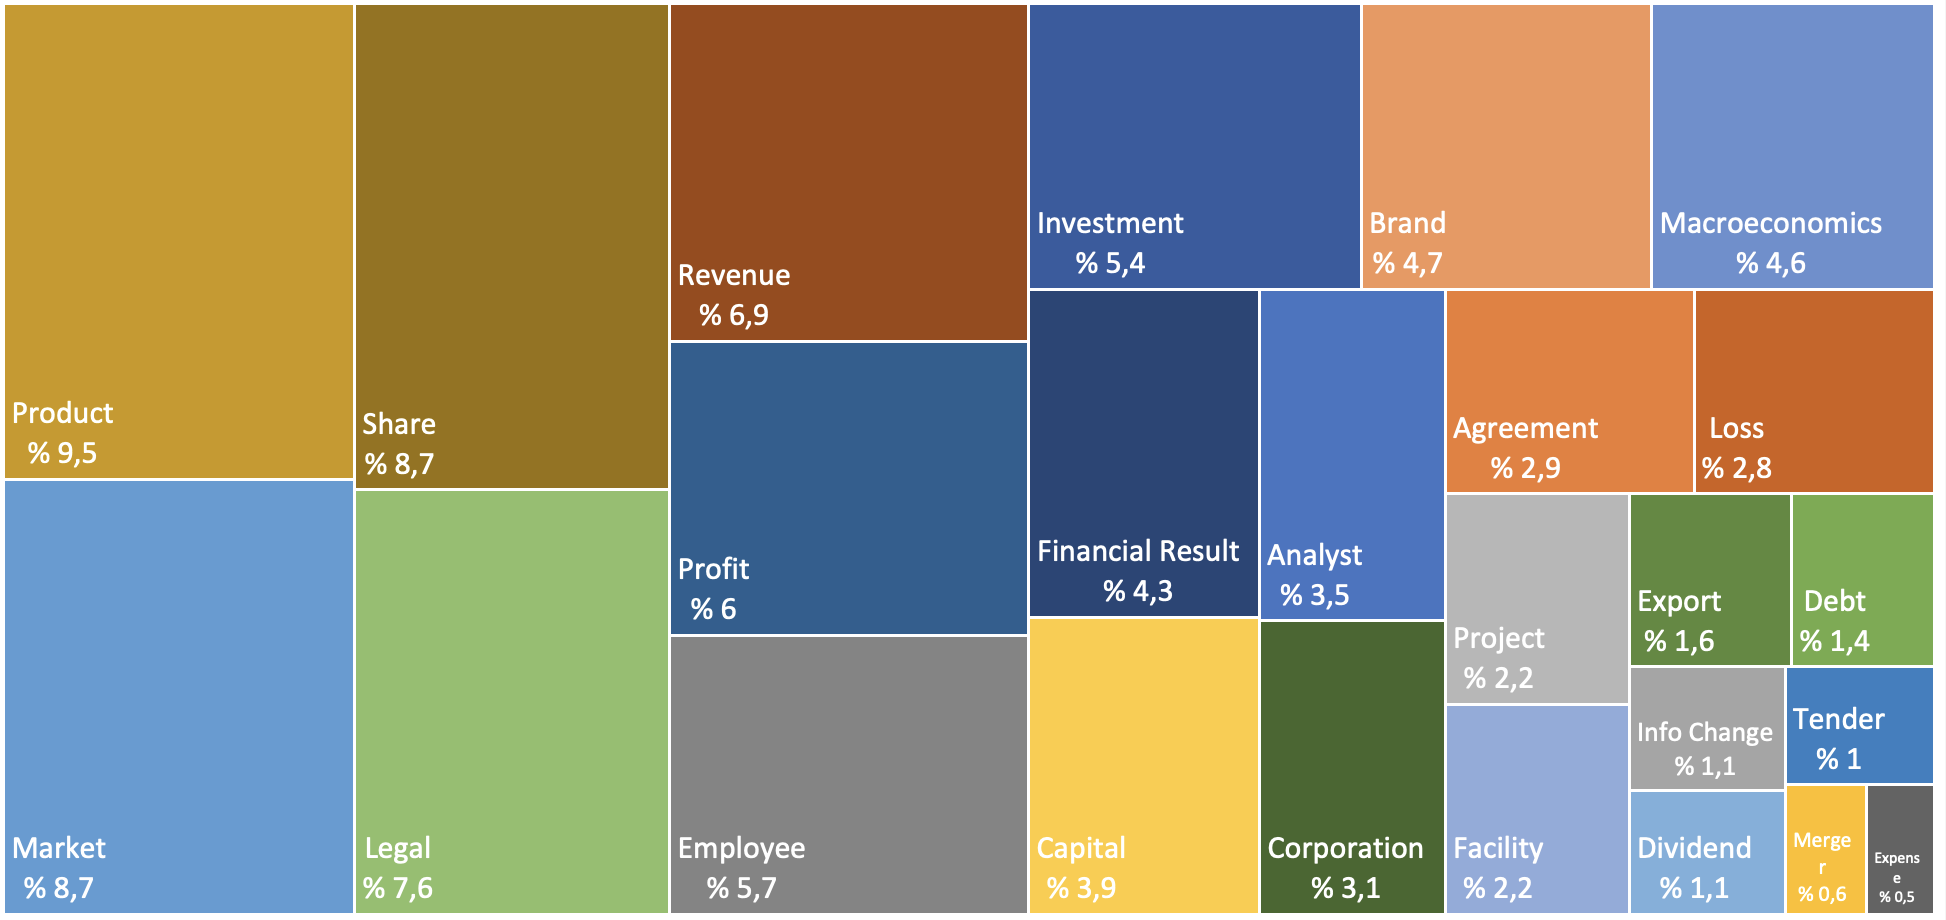 Product
% 9,5
Market
% 8,7
Share
% 8,7
Legal
% 7,6
Revenue
% 6,9
Profit
% 6
Employee
% 5,7
Investment
% 5,4
Brand
% 4,7
Macroeconomics
% 4,6
Financial Result
% 4,3
Analyst
% 3,5
Capital
% 3,9
Corporation
% 3,1
Agreement
% 2,9
Loss
% 2,8
Project
% 2,2
Facility
% 2,2
Export
% 1,6
Debt
% 1,4
Info Change
% 1,1
Dividend
% 1,1
Tender
% 1
Merge
r
% 0,6
Expens
e
% 0,5